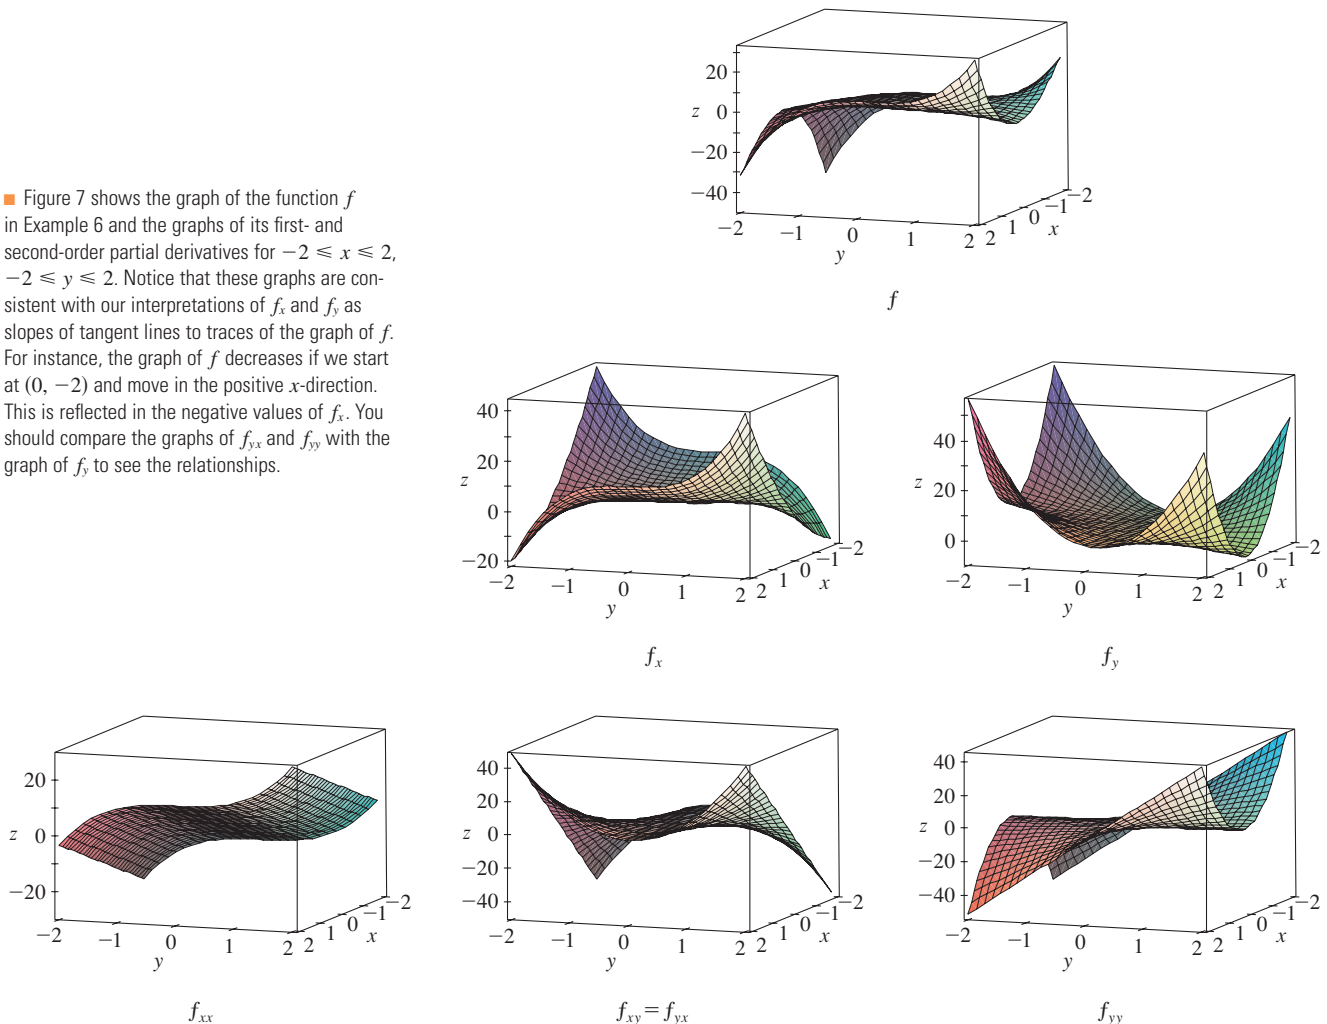 Figure 7 shows the graph of the function f
in Example 6 and the graphs of its first- and
second-order partial derivatives for −2 ≤ x ≤ 2,
−2 ≤ y ≤ 2. Notice that these graphs are con-
sistent with our interpretations of fx and fy as
slopes of tangent lines to traces of the graph of f.
For instance, the graph of f decreases if we start
at (0, −2) and move in the positive x-direction.
This is reflected in the negative values of fx. You
should compare the graphs of fyx and fyy with the
graph of fy to see the relationships.
20
z 0
−20
−40
−2 −1 0 1 2 2 1 0 −1 −2
y x
f
40
20
z
0
−20
−2 −1 0 1 2 2 1 0 −1 −2
y x
fx
40
z
20
0
−2 −1 0 1 2 2 1 0 −1 −2
y x
fy
20
z 0
−20
−2 −1 0 1 2 2 1 0 −1 −2
y x
fxx
40
20
z 0
−20
−40
−2 −1 0 1 2 2 1 0 −1 −2
y x
fxy = fyx
40
20
z 0
−20
−40
−2 −1 0 1 2 2 1 0 −1 −2
y x
fyy